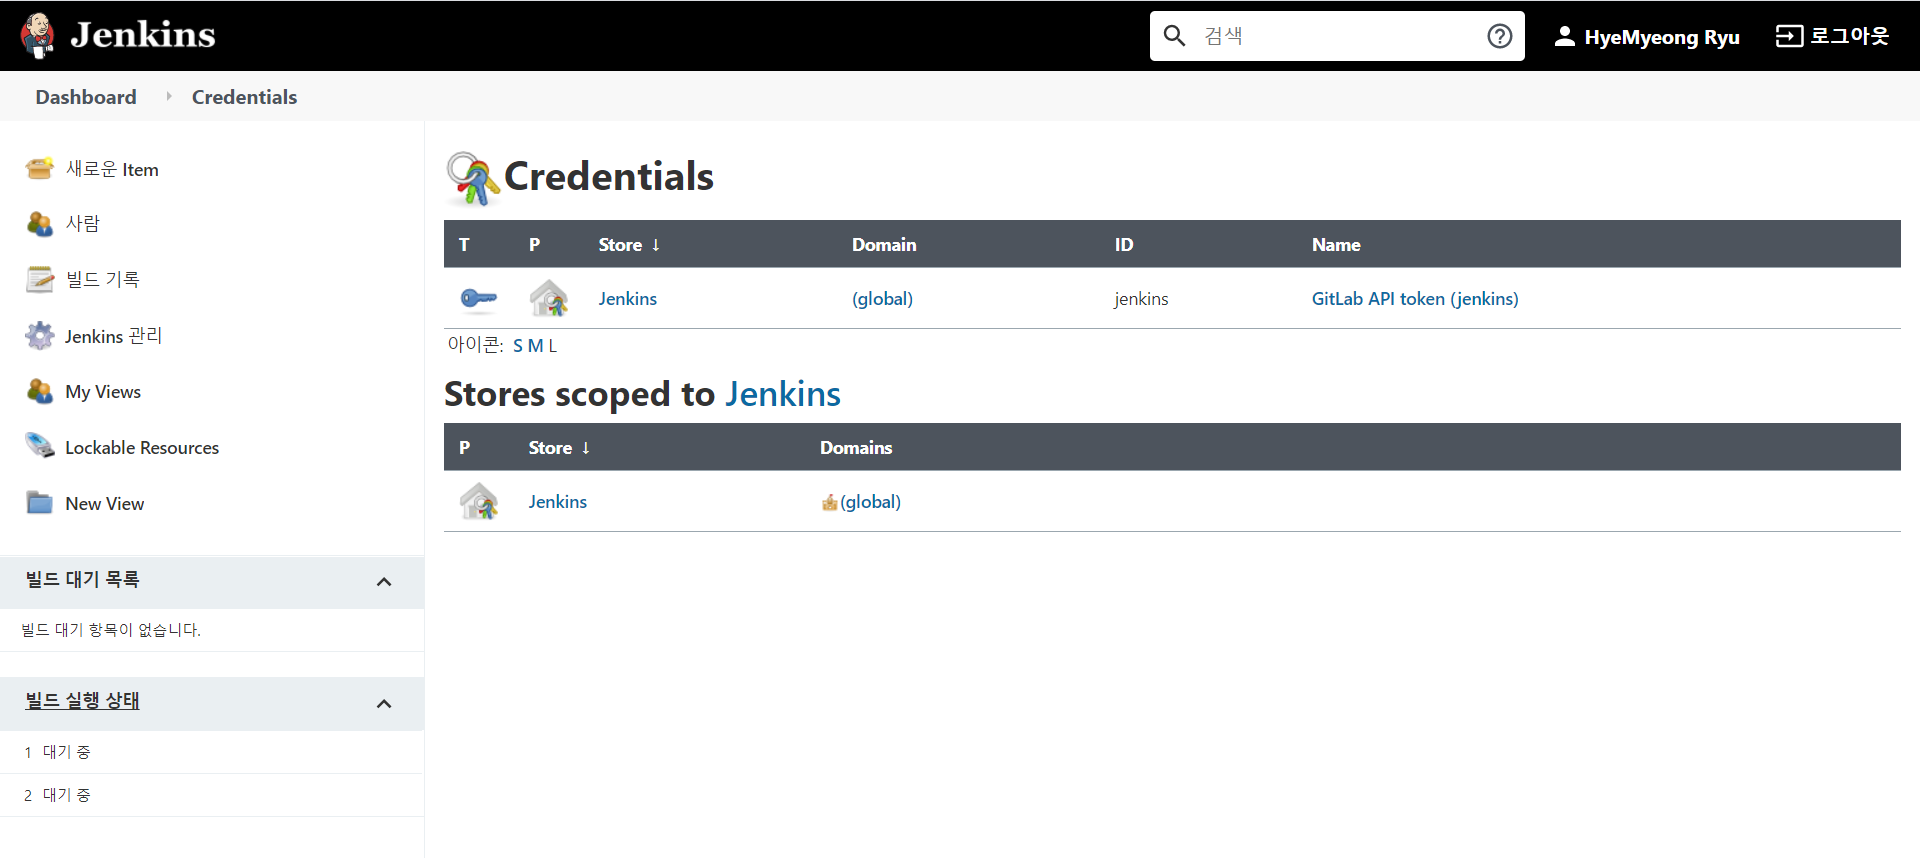 Jenkins
검색
HyeMyeong Ryu
로그아웃
Dashboard
Credentials
새로운 Item
사람
빌드 기록
Jenkins 관리
My Views
Lockable Resources
New View
빌드 대기 목록
빌드 대기 항목이 없습니다.
빌드 실행 상태
1 대기 중
2 대기 중
Credentials
T P Store ↓ Domain ID Name
Jenkins (global) jenkins GitLab API token (jenkins)
아이콘: S M L
Stores scoped to Jenkins
P Store ↓ Domains
Jenkins (global)